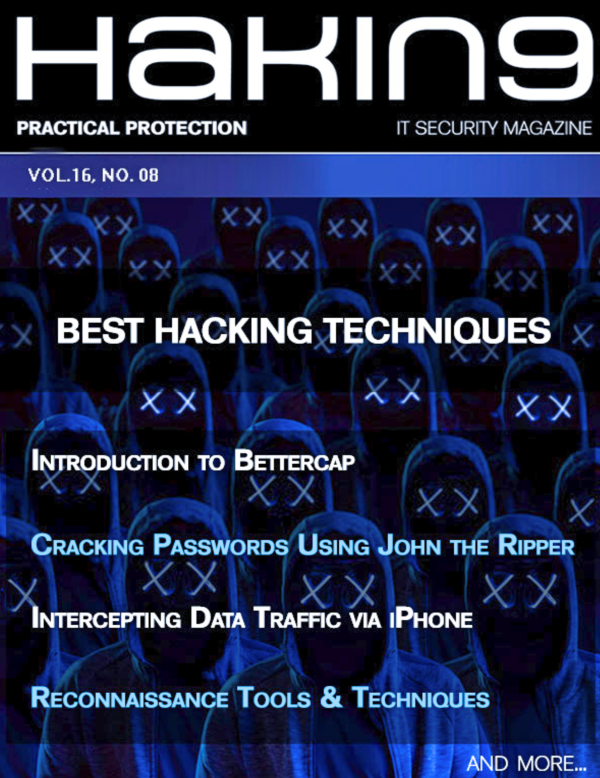 Haking
PRACTICAL PROTECTION
IT SECURITY MAGAZINE
VOL.16, NO. 08
BEST HACKING TECHNIQUES
INTRODUCTION TO BETTERCAP
CRACKING PASSWORDS USING JOHN THE RIPPER
INTERCEPTING DATA TRAFFIC VIA IPHONE
RECONNAISSANCE TOOLS & TECHNIQUES
AND MORE...